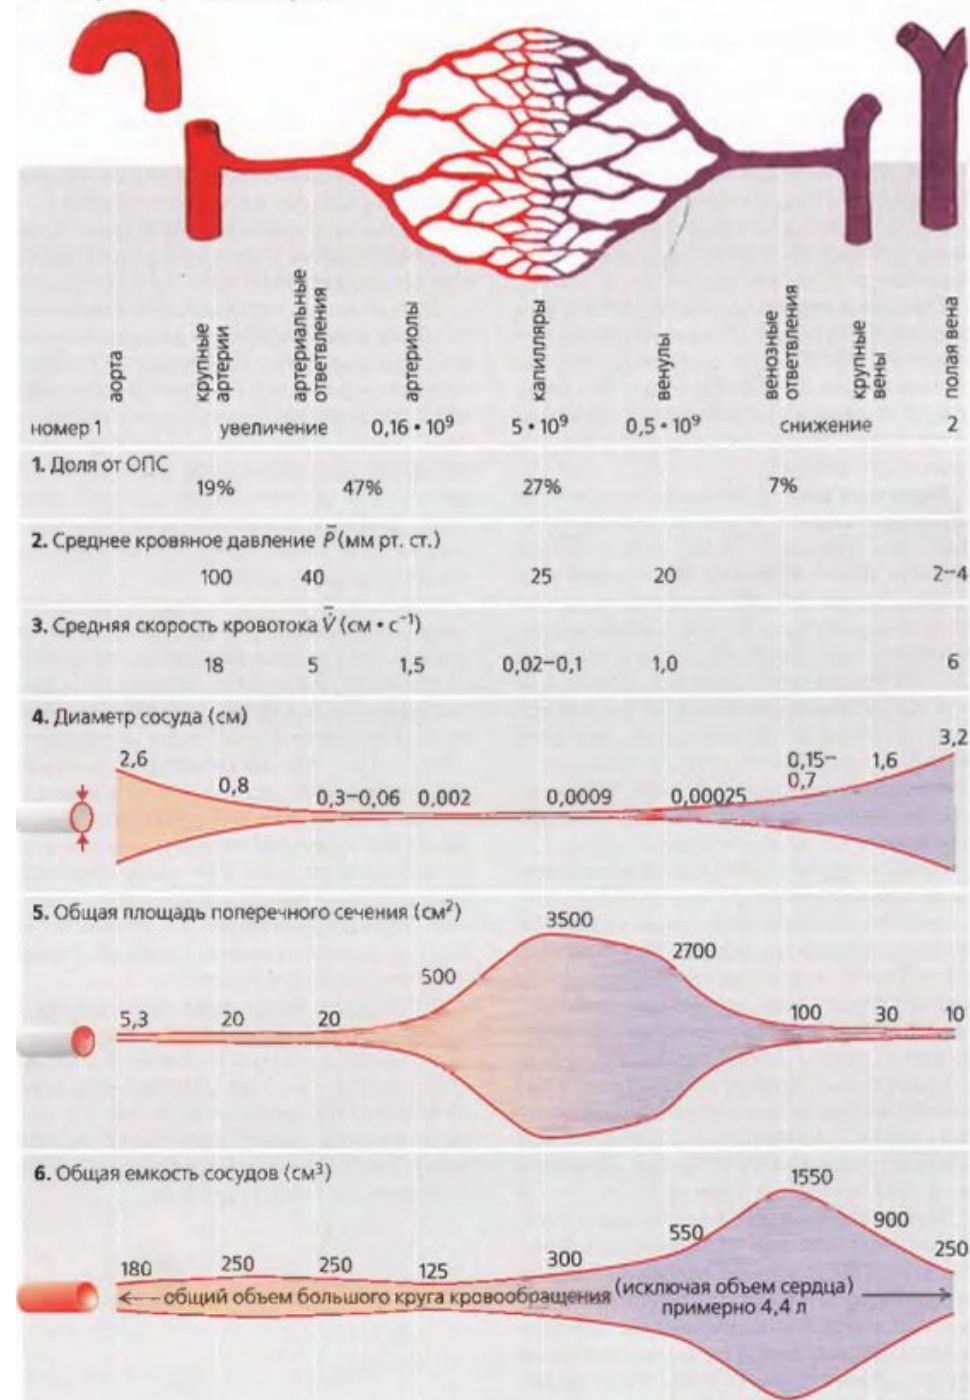 аорта
крупные
артерии
артериальные
ответвления
артериолы
капилляры
венулы
венозные
ответвления
крупные
вены
полая вена
номер 1 увеличение 0,16 • 10⁹ 5 • 10⁹ 0,5 • 10⁹ снижение 2
1. Доля от ОПС
19% 47% 27% 7%
2. Среднее кровяное давление P̅ (мм рт. ст.)
100 40 25 20 2–4
3. Средняя скорость кровотока V̇̅ (см • с⁻¹)
18 5 1,5 0,02–0,1 1,0 6
4. Диаметр сосуда (см)
2,6 0,8 0,3–0,06 0,002 0,0009 0,00025 0,15–
0,7 1,6 3,2
5. Общая площадь поперечного сечения (см²)
5,3 20 20 500 3500 2700 100 30 10
6. Общая емкость сосудов (см³)
180 250 250 125 300 550 1550 900 250
общий объем большого круга кровообращения (исключая объем сердца)
примерно 4,4 л